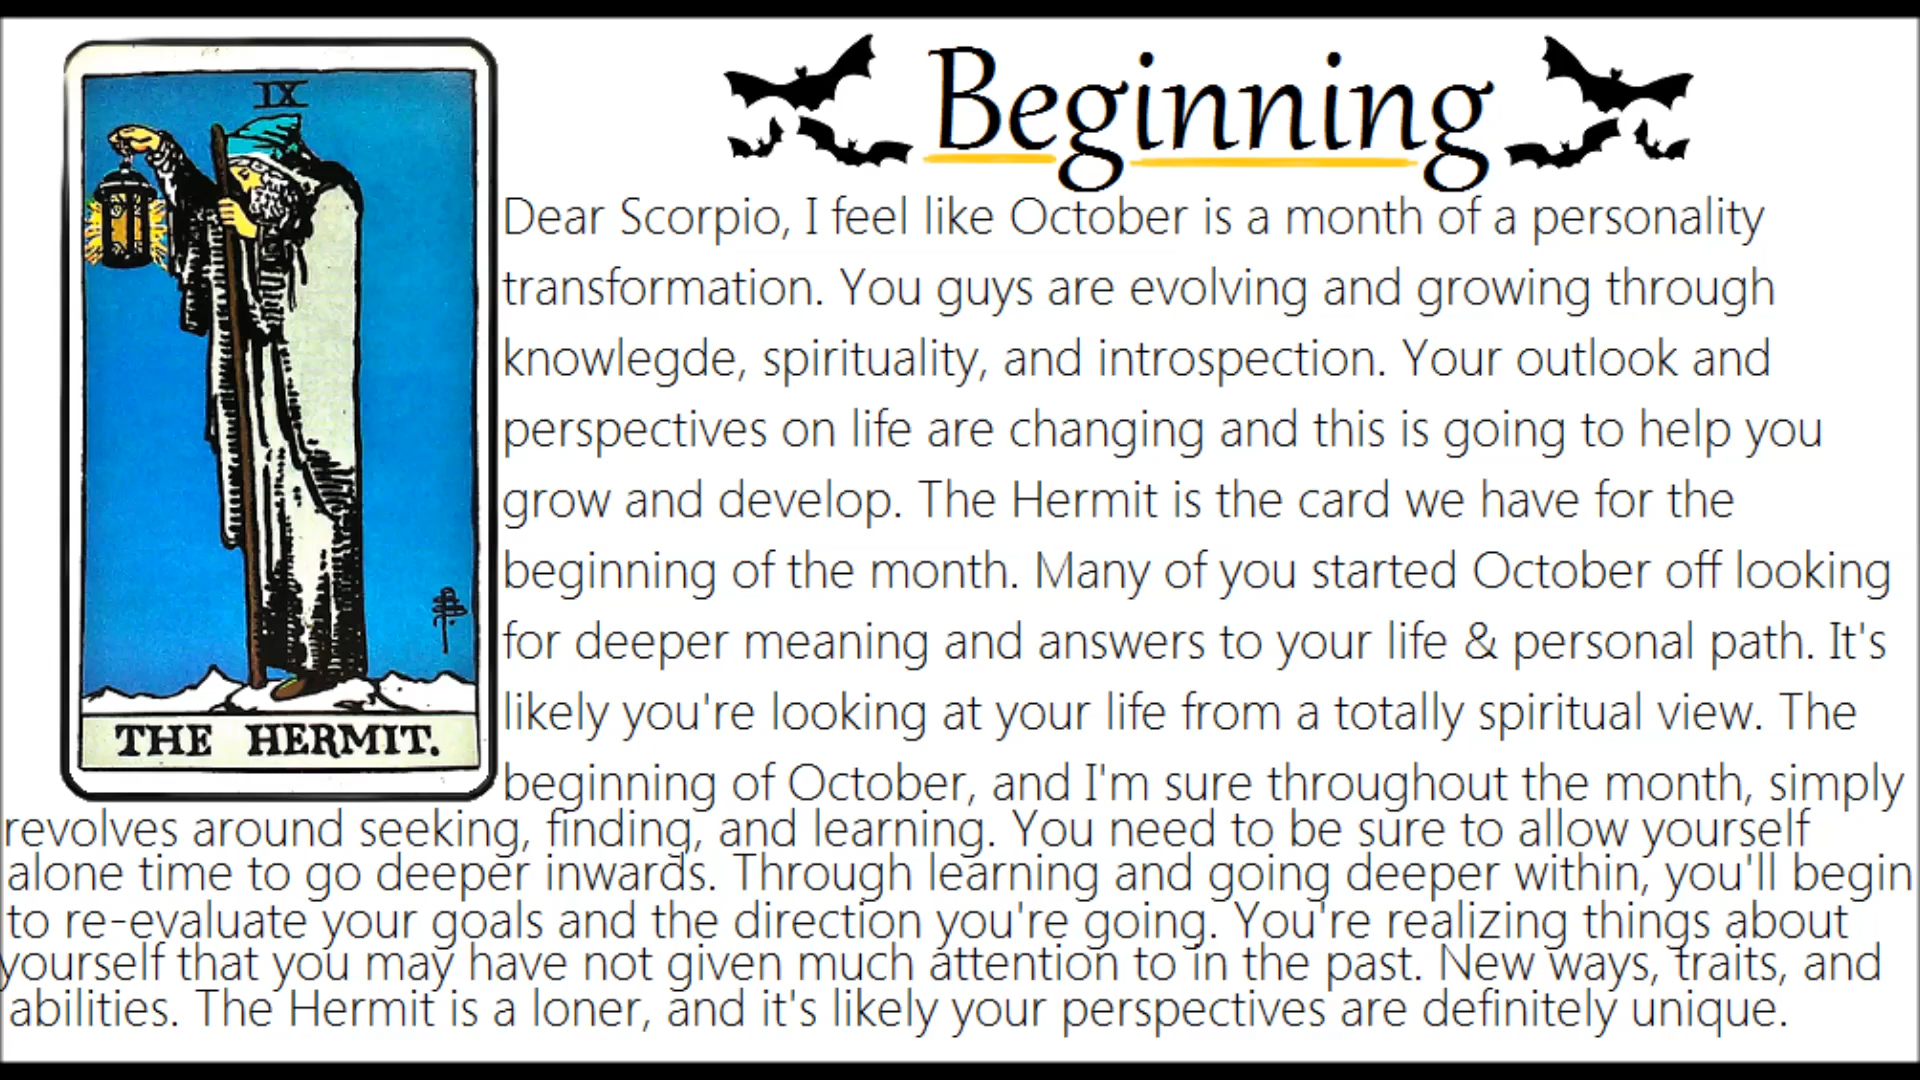 IX
THE HERMIT.
Beginning
Dear Scorpio, I feel like October is a month of a personality
transformation. You guys are evolving and growing through
knowlegde, spirituality, and introspection. Your outlook and
perspectives on life are changing and this is going to help you
grow and develop. The Hermit is the card we have for the
beginning of the month. Many of you started October off looking
for deeper meaning and answers to your life & personal path. It's
likely you're looking at your life from a totally spiritual view. The
beginning of October, and I'm sure throughout the month, simply
revolves around seeking, finding, and learning. You need to be sure to allow yourself
alone time to go deeper inwards. Through learning and going deeper within, you'll begin
to re-evaluate your goals and the direction you're going. You're realizing things about
yourself that you may have not given much attention to in the past. New ways, traits, and
abilities. The Hermit is a loner, and it's likely your perspectives are definitely unique.